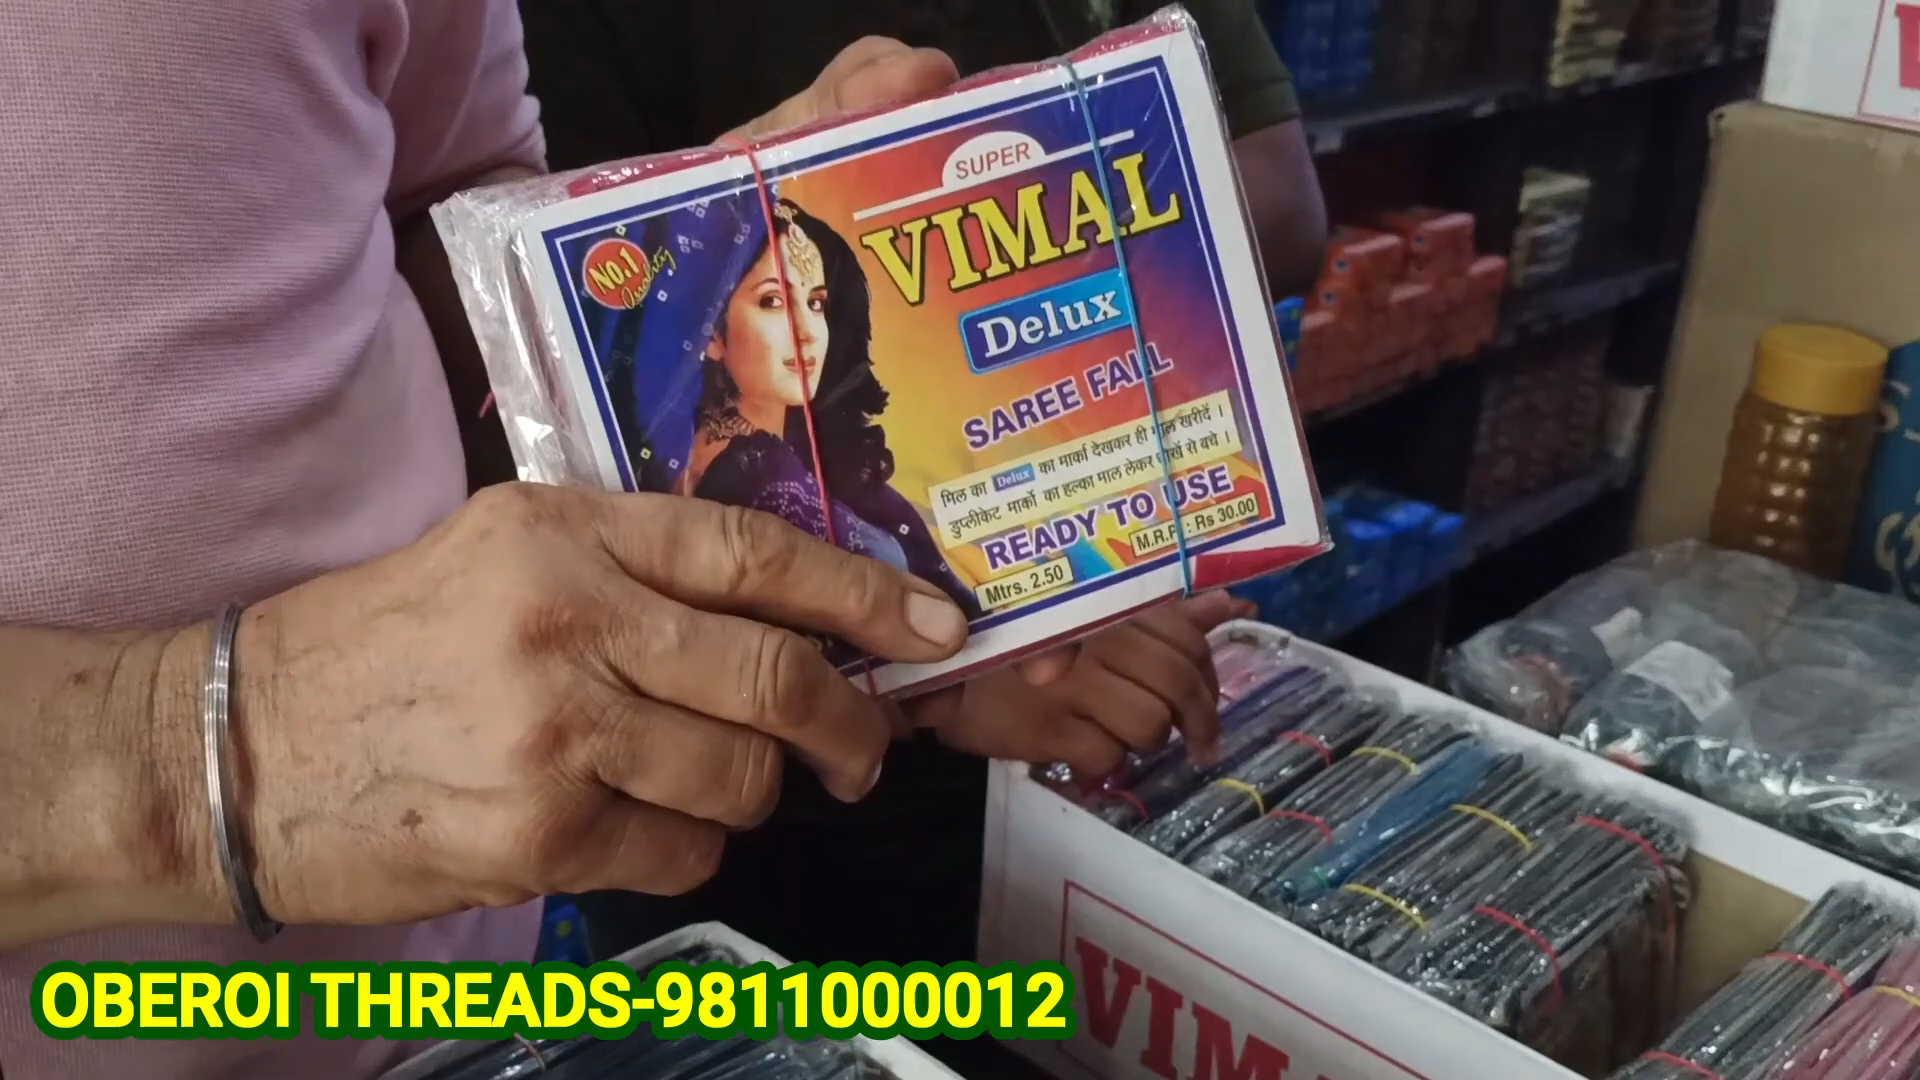 SUPER
VIMAL
NO.1
Quality
Delux
SAREE FALL
मिल का Delux का मार्का देखकर ही माल खरीदें ।
डुप्लीकेट मार्को का हल्का माल लेकर धोखें से बचे ।
READY TO USE
Mtrs. 2.50
M.R.P.: Rs 30.00
VIM
OBEROI THREADS-9811000012